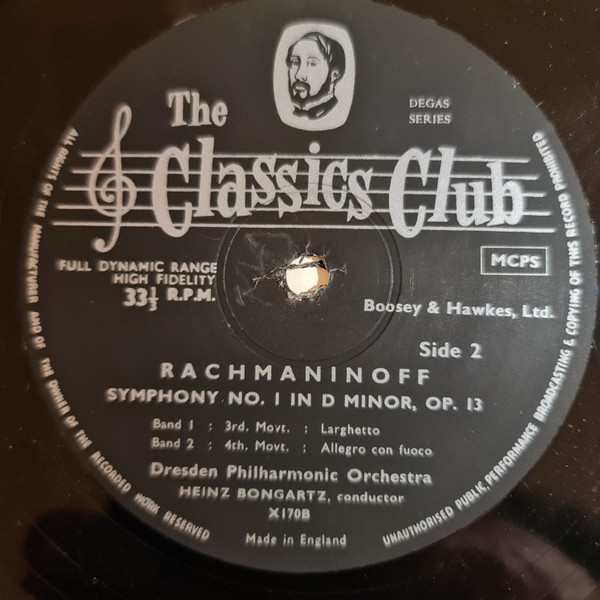 The
DEGAS
SERIES
Classics Club
FULL DYNAMIC RANGE
HIGH FIDELITY
33⅓ R.P.M.
MCPS
Boosey & Hawkes, Ltd.
Side 2
RACHMANINOFF
SYMPHONY NO. 1 IN D MINOR, OP. 13
Band 1 : 3rd. Movt. : Larghetto
Band 2 : 4th. Movt. : Allegro con fuoco
Dresden Philharmonic Orchestra
HEINZ BONGARTZ, conductor
X170B
Made in England
ALL RIGHTS OF THE MANUFACTURER AND OF THE OWNER OF THE RECORDED WORK RESERVED
UNAUTHORISED PUBLIC PERFORMANCE BROADCASTING & COPYING OF THIS RECORD PROHIBITED